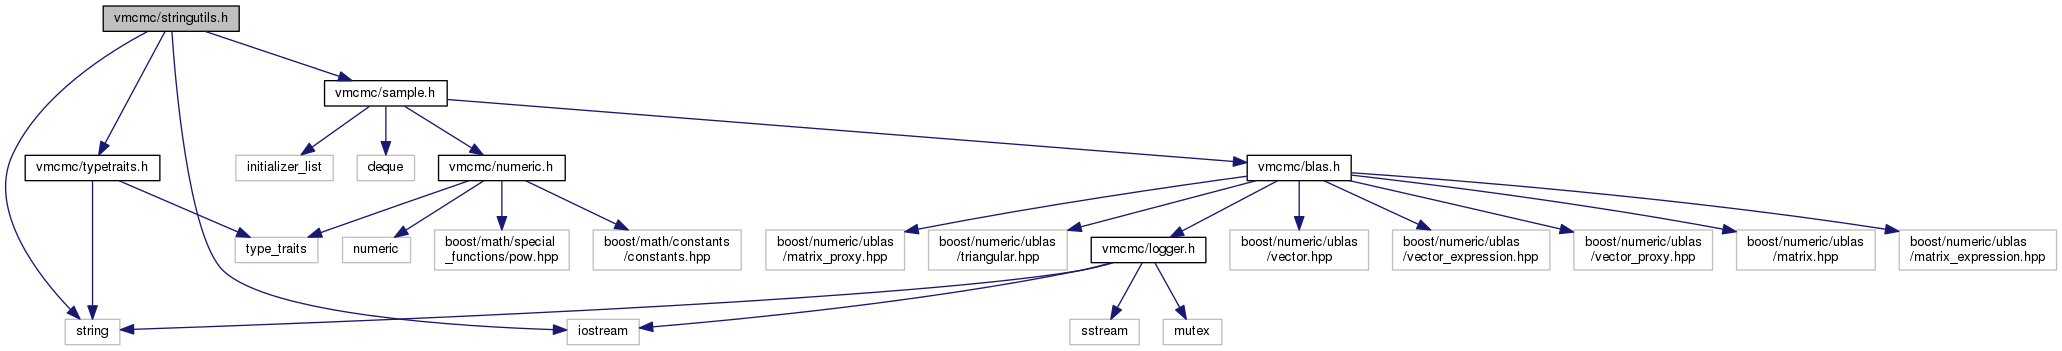 vmcmc/stringutils.h
vmcmc/sample.h
vmcmc/typetraits.h
initializer_list
deque
vmcmc/numeric.h
vmcmc/blas.h
type_traits
numeric
boost/math/special
_functions/pow.hpp
boost/math/constants
/constants.hpp
boost/numeric/ublas
/matrix_proxy.hpp
boost/numeric/ublas
/triangular.hpp
vmcmc/logger.h
boost/numeric/ublas
/vector.hpp
boost/numeric/ublas
/vector_expression.hpp
boost/numeric/ublas
/vector_proxy.hpp
boost/numeric/ublas
/matrix.hpp
boost/numeric/ublas
/matrix_expression.hpp
string
iostream
sstream
mutex